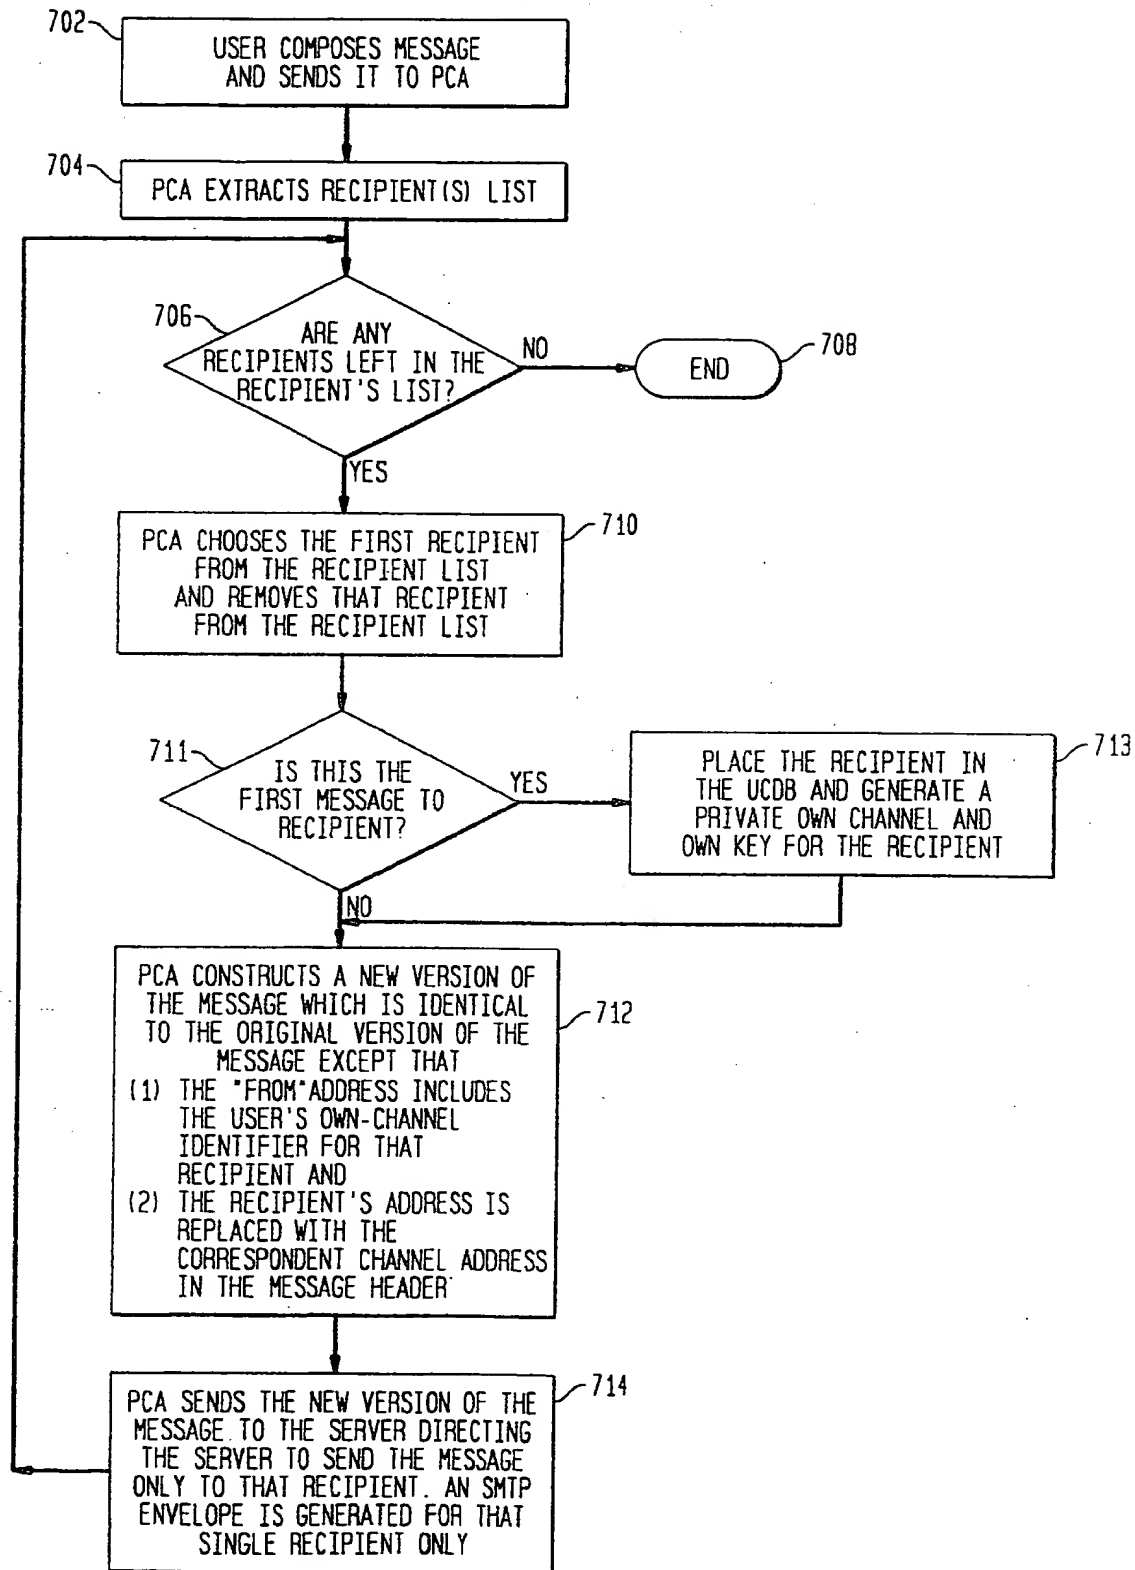 702
USER COMPOSES MESSAGE
AND SENDS IT TO PCA
704
PCA EXTRACTS RECIPIENT(S) LIST
706
ARE ANY
RECIPIENTS LEFT IN THE
RECIPIENT'S LIST?
NO
END
708
YES
710
PCA CHOOSES THE FIRST RECIPIENT
FROM THE RECIPIENT LIST
AND REMOVES THAT RECIPIENT
FROM THE RECIPIENT LIST
711
IS THIS THE
FIRST MESSAGE TO
RECIPIENT?
YES
713
PLACE THE RECIPIENT IN
THE UCDB AND GENERATE A
PRIVATE OWN CHANNEL AND
OWN KEY FOR THE RECIPIENT
NO
PCA CONSTRUCTS A NEW VERSION OF
THE MESSAGE WHICH IS IDENTICAL
TO THE ORIGINAL VERSION OF THE
MESSAGE EXCEPT THAT
(1) THE "FROM" ADDRESS INCLUDES
THE USER'S OWN-CHANNEL
IDENTIFIER FOR THAT
RECIPIENT AND
(2) THE RECIPIENT'S ADDRESS IS
REPLACED WITH THE
CORRESPONDENT CHANNEL ADDRESS
IN THE MESSAGE HEADER
712
714
PCA SENDS THE NEW VERSION OF THE
MESSAGE TO THE SERVER DIRECTING
THE SERVER TO SEND THE MESSAGE
ONLY TO THAT RECIPIENT. AN SMTP
ENVELOPE IS GENERATED FOR THAT
SINGLE RECIPIENT ONLY